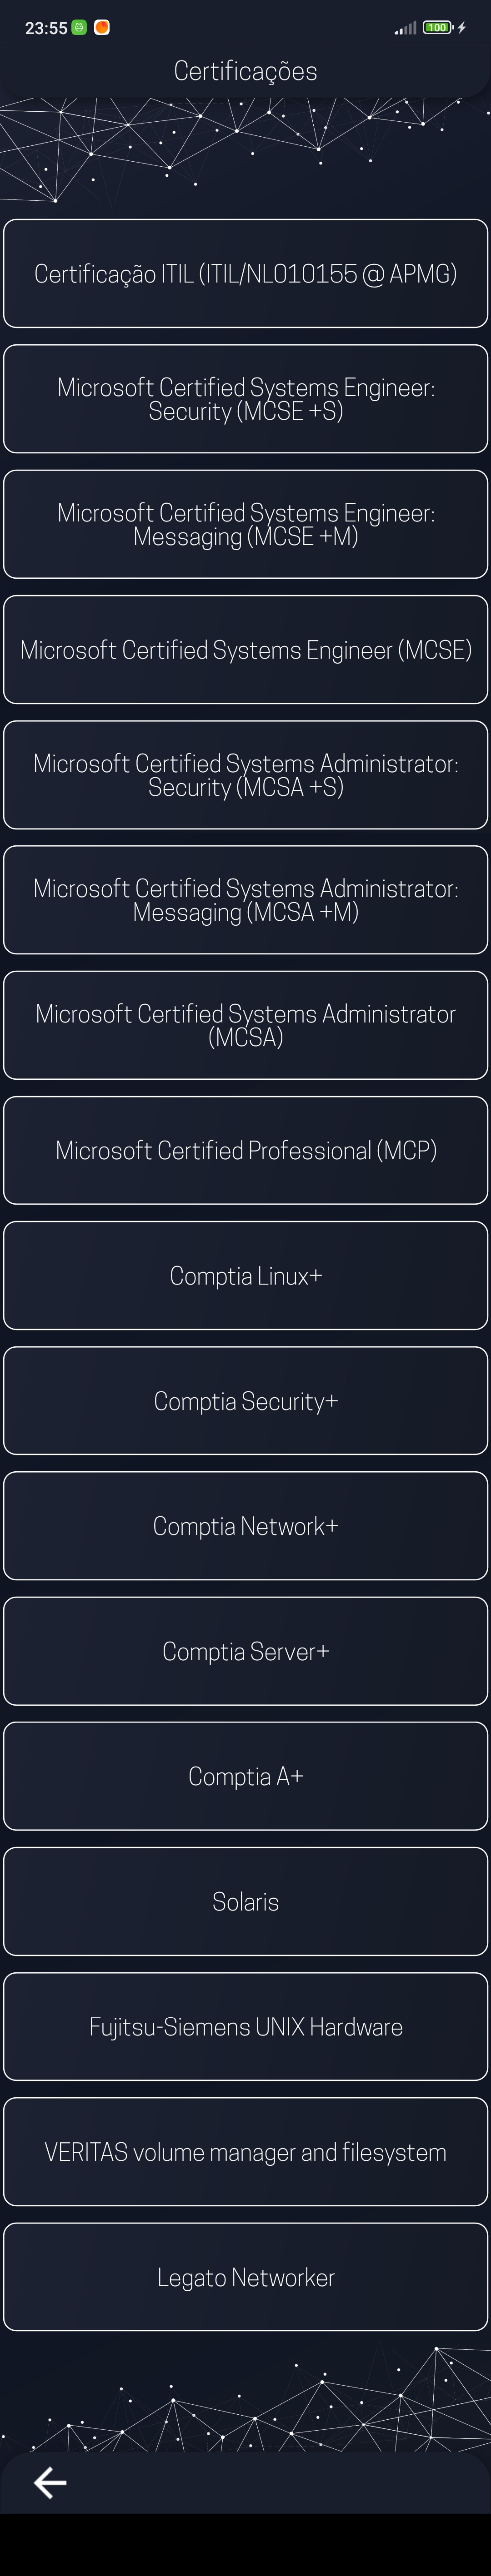 23:55
100
Certificações
Certificação ITIL (ITIL/NL010155 @ APMG)
Microsoft Certified Systems Engineer:
Security (MCSE +S)
Microsoft Certified Systems Engineer:
Messaging (MCSE +M)
Microsoft Certified Systems Engineer (MCSE)
Microsoft Certified Systems Administrator:
Security (MCSA +S)
Microsoft Certified Systems Administrator:
Messaging (MCSA +M)
Microsoft Certified Systems Administrator
(MCSA)
Microsoft Certified Professional (MCP)
Comptia Linux+
Comptia Security+
Comptia Network+
Comptia Server+
Comptia A+
Solaris
Fujitsu-Siemens UNIX Hardware
VERITAS volume manager and filesystem
Legato Networker